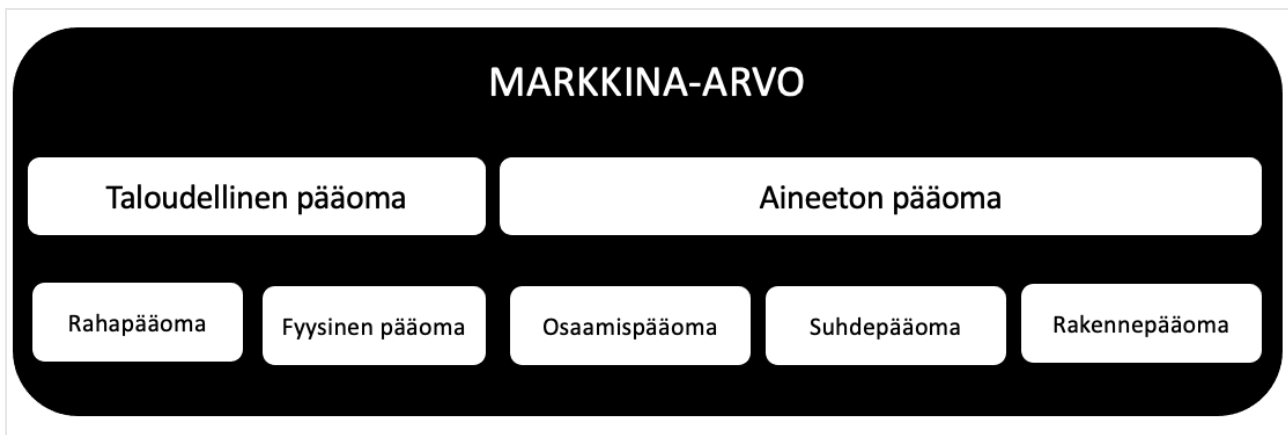 MARKKINA-ARVO
Taloudellinen pääoma
Aineeton pääoma
Rahapääoma
Fyysinen pääoma
Osaamispääoma
Suhdepääoma
Rakennepääoma